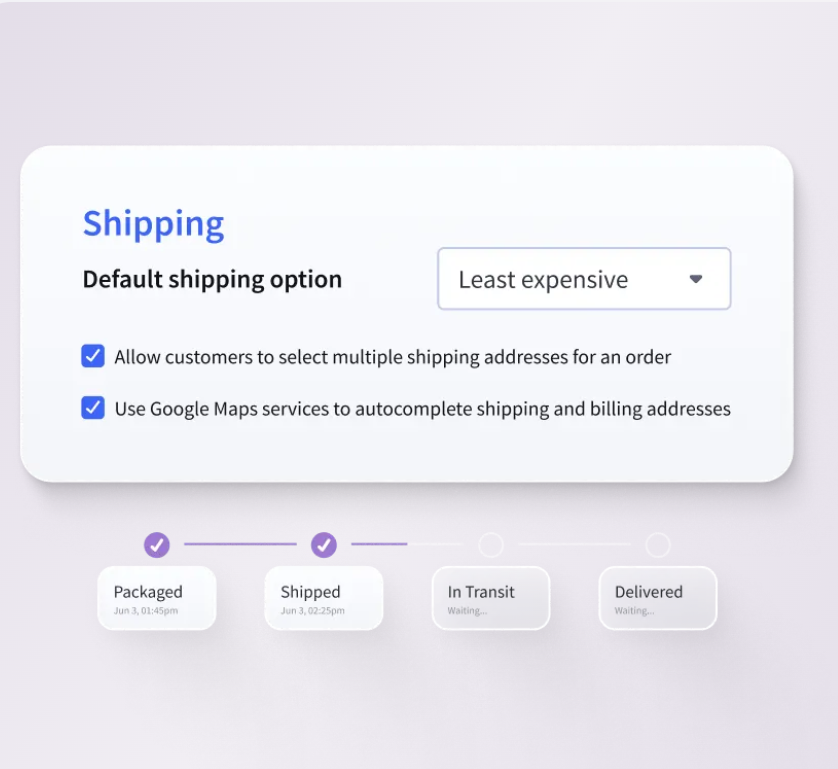 Shipping
Default shipping option
Least expensive
Allow customers to select multiple shipping addresses for an order
Use Google Maps services to autocomplete shipping and billing addresses
Packaged
Jun 3, 01:45pm
Shipped
Jun 3, 02:25pm
In Transit
Waiting...
Delivered
Waiting...